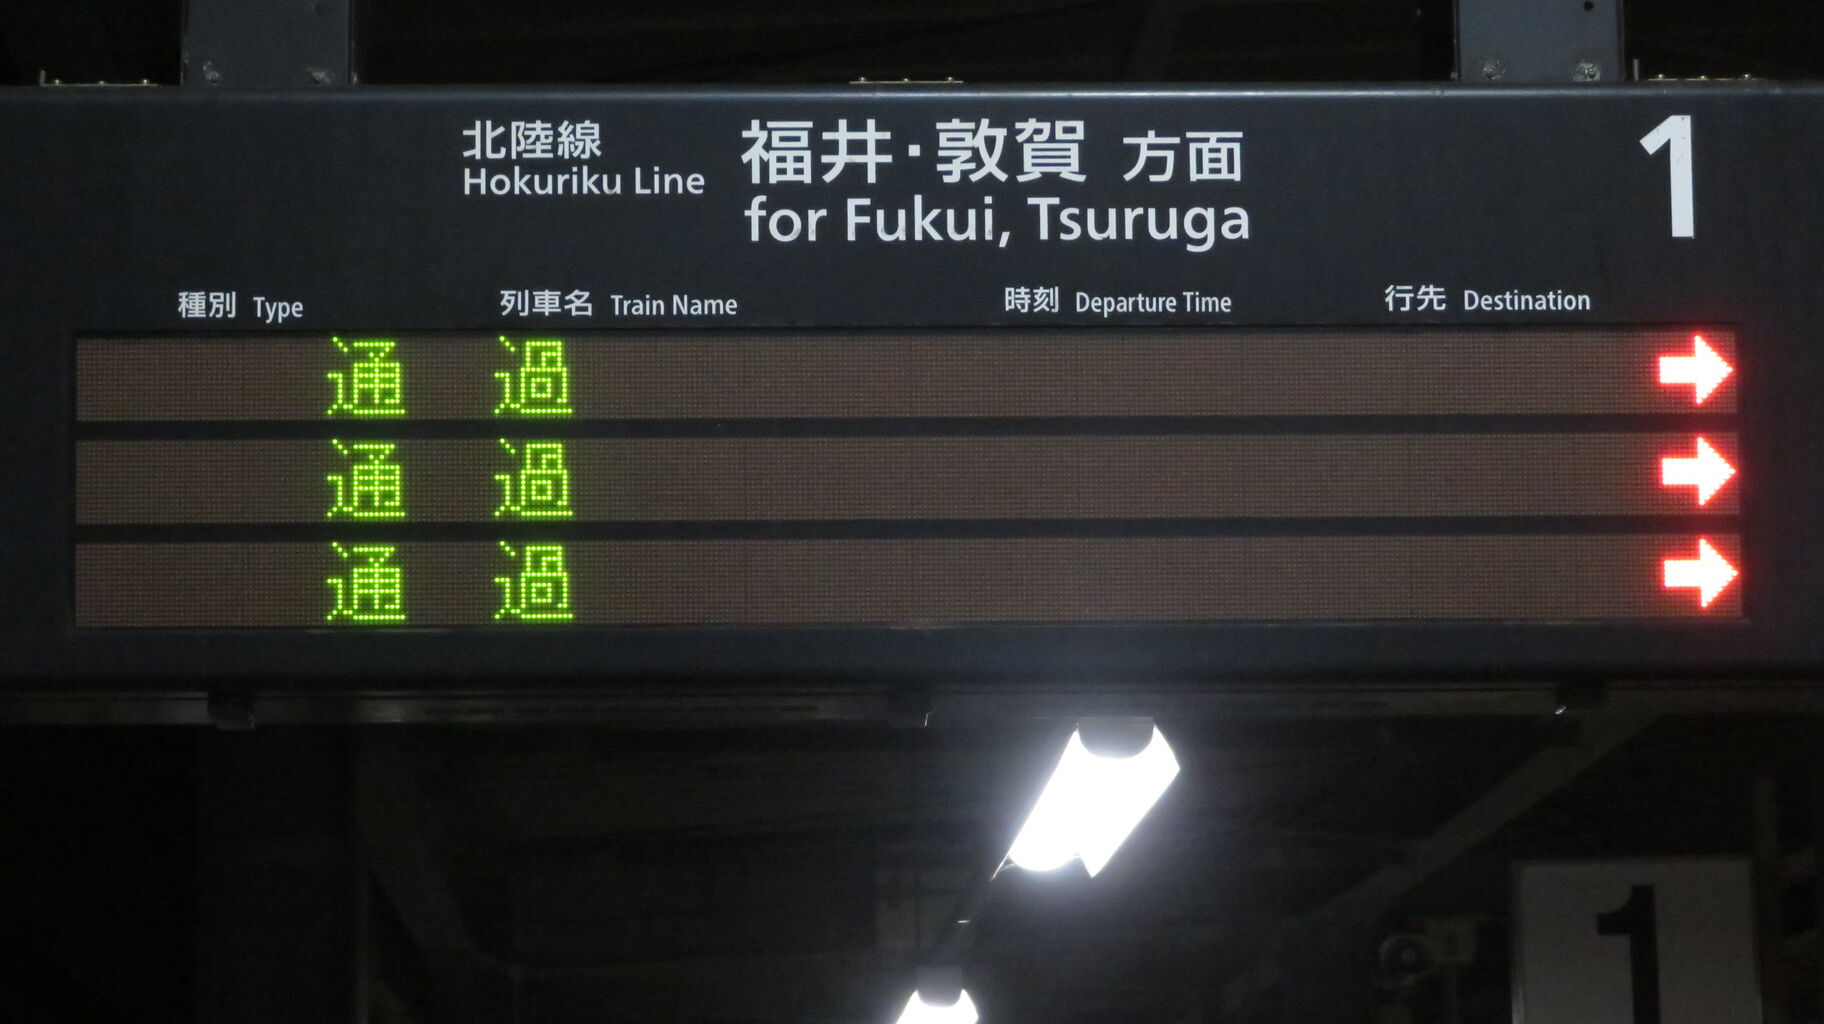 北陸線 福井・敦賀 方面 1
Hokuriku Line for Fukui, Tsuruga
種別 Type 列車名 Train Name 時刻 Departure Time 行先 Destination
通 過 →
通 過 →
通 過 →
1